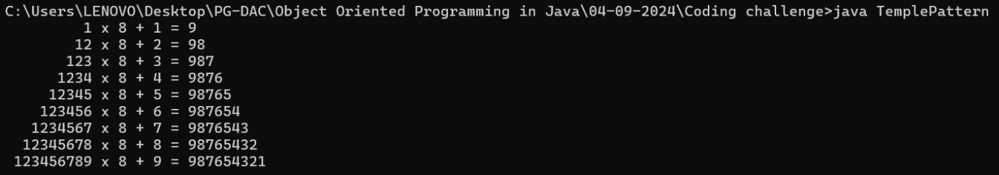 C:\Users\LENOVO\Desktop\PG-DAC\Object Oriented Programming in Java\04-09-2024\Coding challenge>java TemplePattern
1 x 8 + 1 = 9
12 x 8 + 2 = 98
123 x 8 + 3 = 987
1234 x 8 + 4 = 9876
12345 x 8 + 5 = 98765
123456 x 8 + 6 = 987654
1234567 x 8 + 7 = 9876543
12345678 x 8 + 8 = 98765432
123456789 x 8 + 9 = 987654321